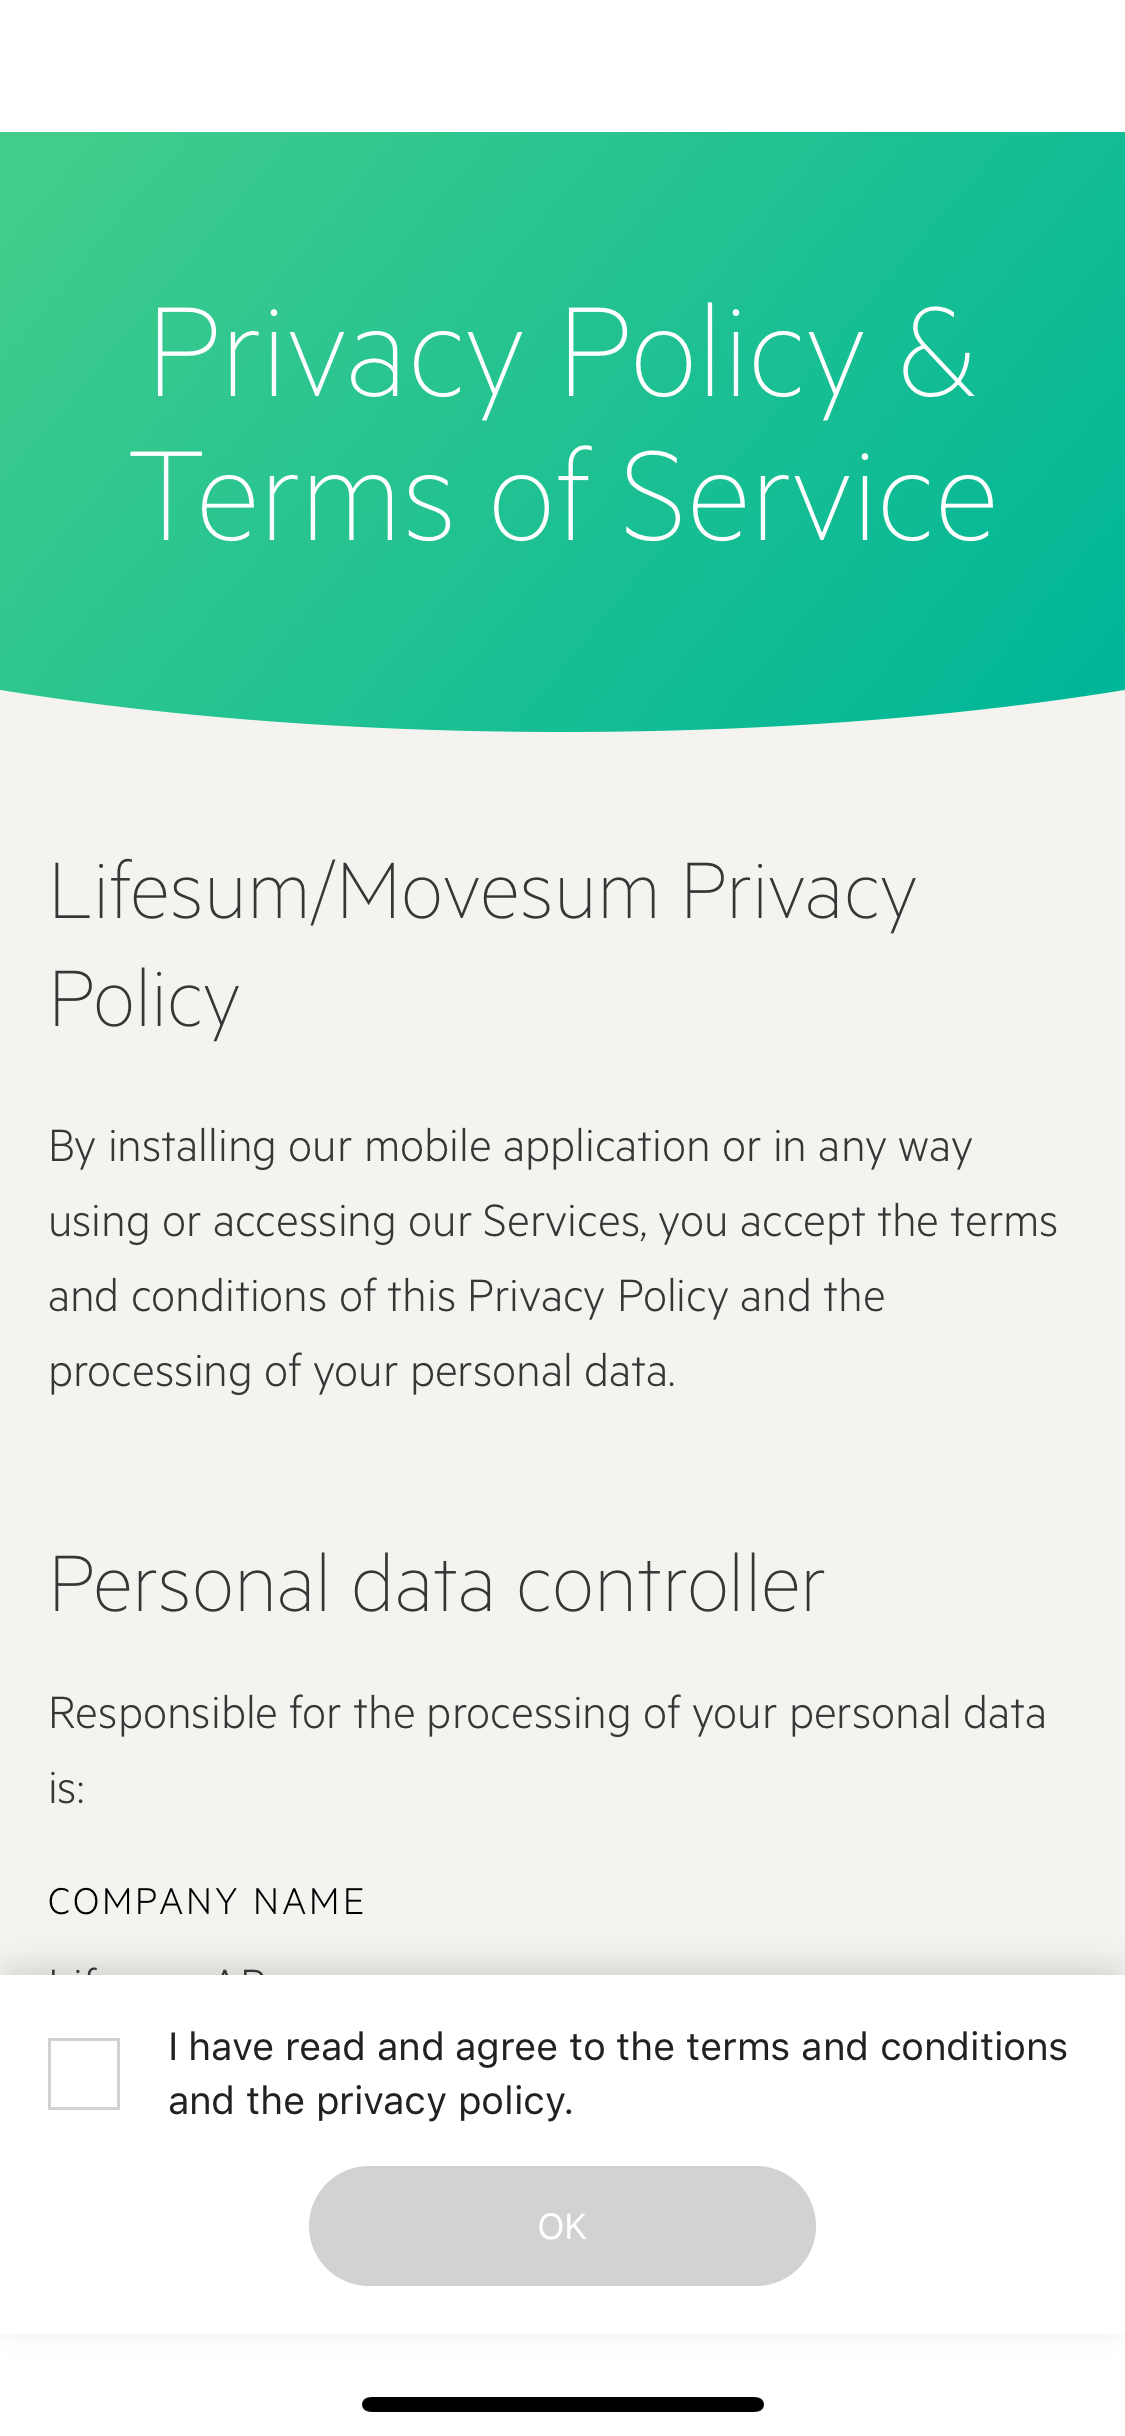 Privacy Policy &
Terms of Service
Lifesum/Movesum Privacy
Policy
By installing our mobile application or in any way
using or accessing our Services, you accept the terms
and conditions of this Privacy Policy and the
processing of your personal data.
Personal data controller
Responsible for the processing of your personal data
is:
COMPANY NAME
I have read and agree to the terms and conditions
and the privacy policy.
OK